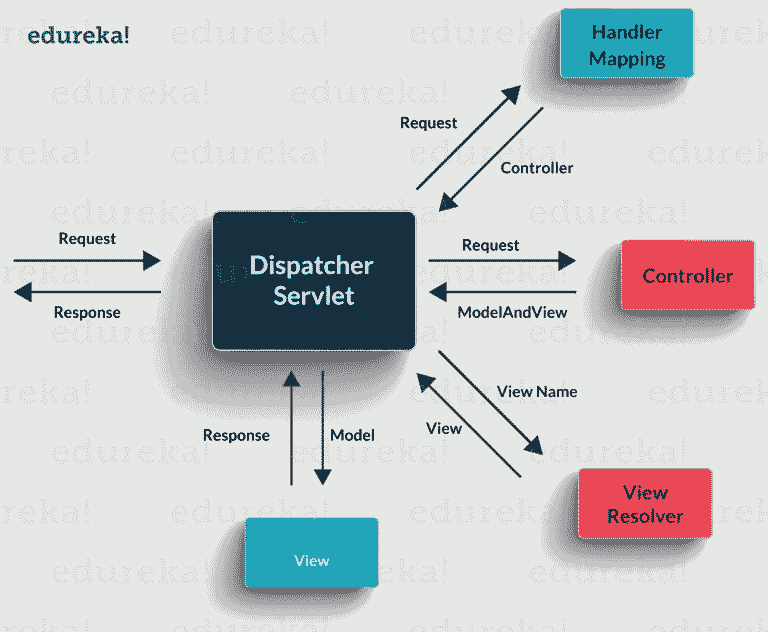 edureka!
Handler
Mapping
Request
Controller
Request
Response
Dispatcher
Servlet
Request
ModelAndView
Controller
View Name
View
Response
Model
View
Resolver
View